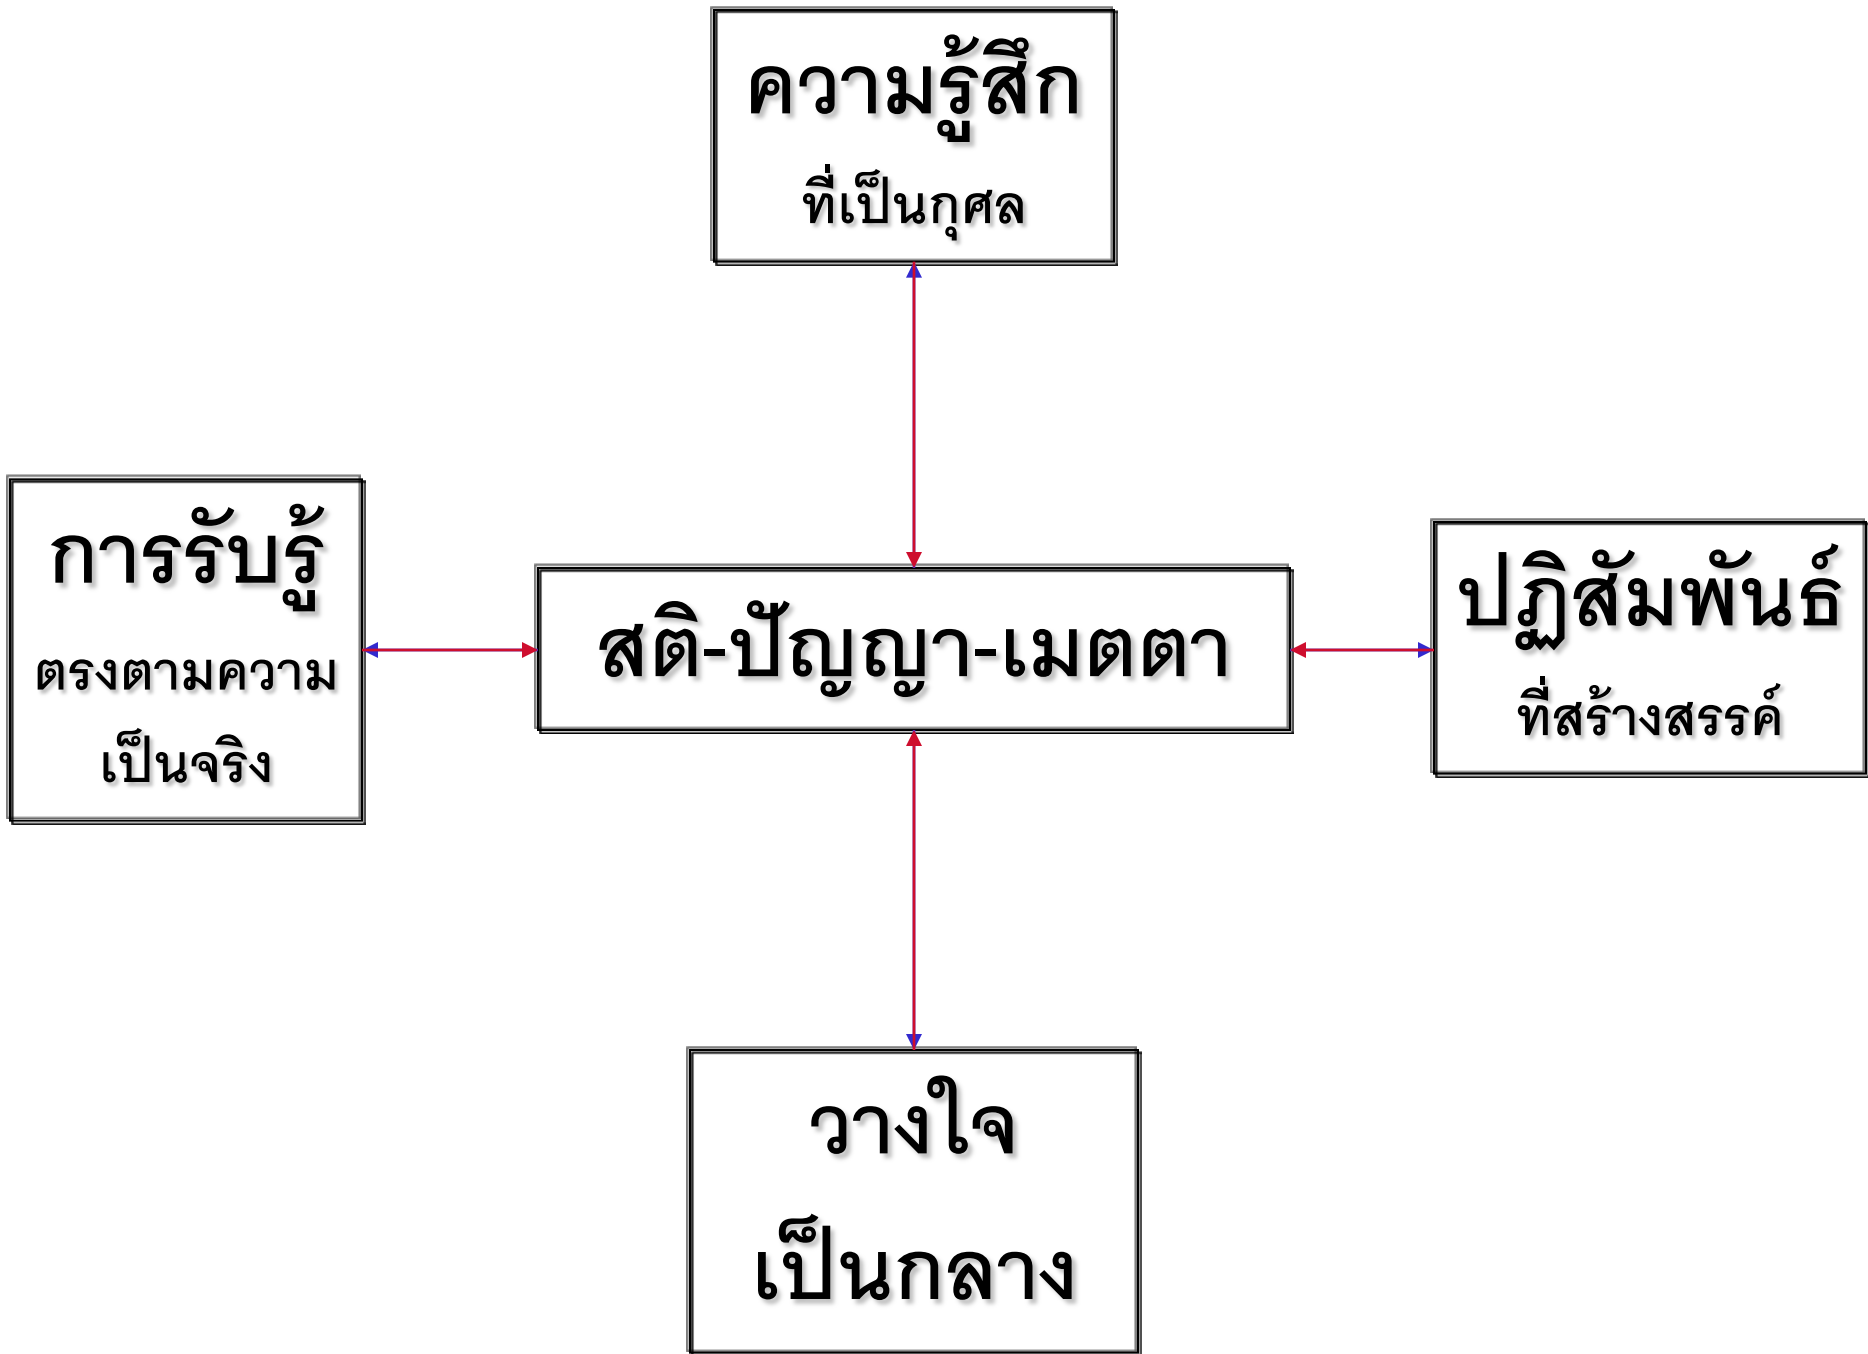 ความรู้สึก
ที่เป็นกุศล
การรับรู้
ตรงตามความ
เป็นจริง
สติ-ปัญญา-เมตตา
ปฏิสัมพันธ์
ที่สร้างสรรค์
วางใจ
เป็นกลาง